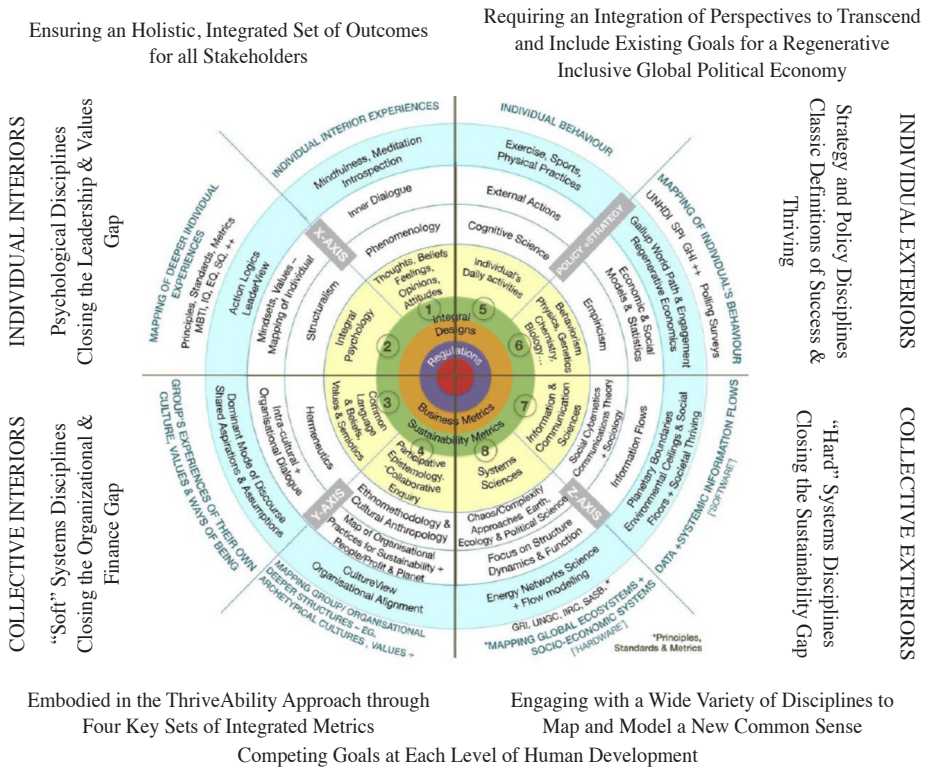 Ensuring an Holistic, Integrated Set of Outcomes
for all Stakeholders
Requiring an Integration of Perspectives to Transcend
and Include Existing Goals for a Regenerative
Inclusive Global Political Economy
INDIVIDUAL INTERIORS
Psychological Disciplines
Closing the Leadership & Values
Gap
MAPPING OF DEEPER INDIVIDUAL
EXPERIENCES
Principles, Standards, Metrics
MBTI, IQ, EQ, SQ, ++
INDIVIDUAL INTERIOR EXPERIENCES
Mindfulness, Meditation
Introspection
Inner Dialogue
Phenomenology
Thoughts, Beliefs
Feelings,
Opinions,
Attitudes
X-AXIS
Action Logics
LeaderView
Mindsets, Values –
Mapping of Individual
Structuralism
Integral
Psychology
INDIVIDUAL BEHAVIOUR
Exercise, Sports,
Physical Practices
External Actions
Cognitive Science
Individual's
Daily activities
POLICY + STRATEGY
MAPPING OF INDIVIDUAL'S BEHAVIOUR
UNHDI, SPI, GHI ++
Polling Surveys
Gallup World Path & Engagement
Regenerative Economics
Economic & Social
Models & Statistics
Empiricism
Behaviorism
Physics, Genetics
Chemistry,
Biology...
INDIVIDUAL EXTERIORS
Strategy and Policy Disciplines
Classic Definitions of Success &
Thriving
1
2
3
4
5
6
7
8
Integral
Designs
Regulations
Business Metrics
Sustainability Metrics
COLLECTIVE INTERIORS
“Soft” Systems Disciplines
Closing the Organizational &
Finance Gap
GROUP'S EXPERIENCES OF THEIR OWN
CULTURE, VALUES & WAYS OF BEING
Dominant Mode of Discourse
Shared Aspirations & Assumptions
Intra-cultural +
Organisational Dialogue
Hermeneutics
Common
Language
& Beliefs,
Values & Semiotics
Y-AXIS
Participative
Epistemology-
Collaborative
Enquiry
Ethnomethodology &
Cultural Anthropology
Map of Organisational
Practices for Sustainability +
People/Profit & Planet
CultureView
Organisational Alignment
MAPPING GROUP/ ORGANISATIONAL
DEEPER STRUCTURES – EG.
ARCHETYPICAL CULTURES, VALUES +
Information &
Communication
Sciences
Social Cybernetics
Communications Theory
+ Sociology
Information Flows
Planetary Boundaries
Environmental Ceilings & Social
Floors + Societal Thriving
DATA +SYSTEMIC INFORMATION FLOWS
['SOFTWARE']
Z-AXIS
Systems
Sciences
Chaos/Complexity
Approaches, Earth,
Ecology & Political Science
Focus on Structure
Dynamics & Function
Energy Networks Science
+ Flow modelling
GRI, UNGC, IIRC, SASB,*
*MAPPING GLOBAL ECOSYSTEMS +
SOCIO-ECONOMIC SYSTEMS
['HARDWARE']
*Principles,
Standards & Metrics
COLLECTIVE EXTERIORS
“Hard” Systems Disciplines
Closing the Sustainability Gap
Embodied in the ThriveAbility Approach through
Four Key Sets of Integrated Metrics
Engaging with a Wide Variety of Disciplines to
Map and Model a New Common Sense
Competing Goals at Each Level of Human Development